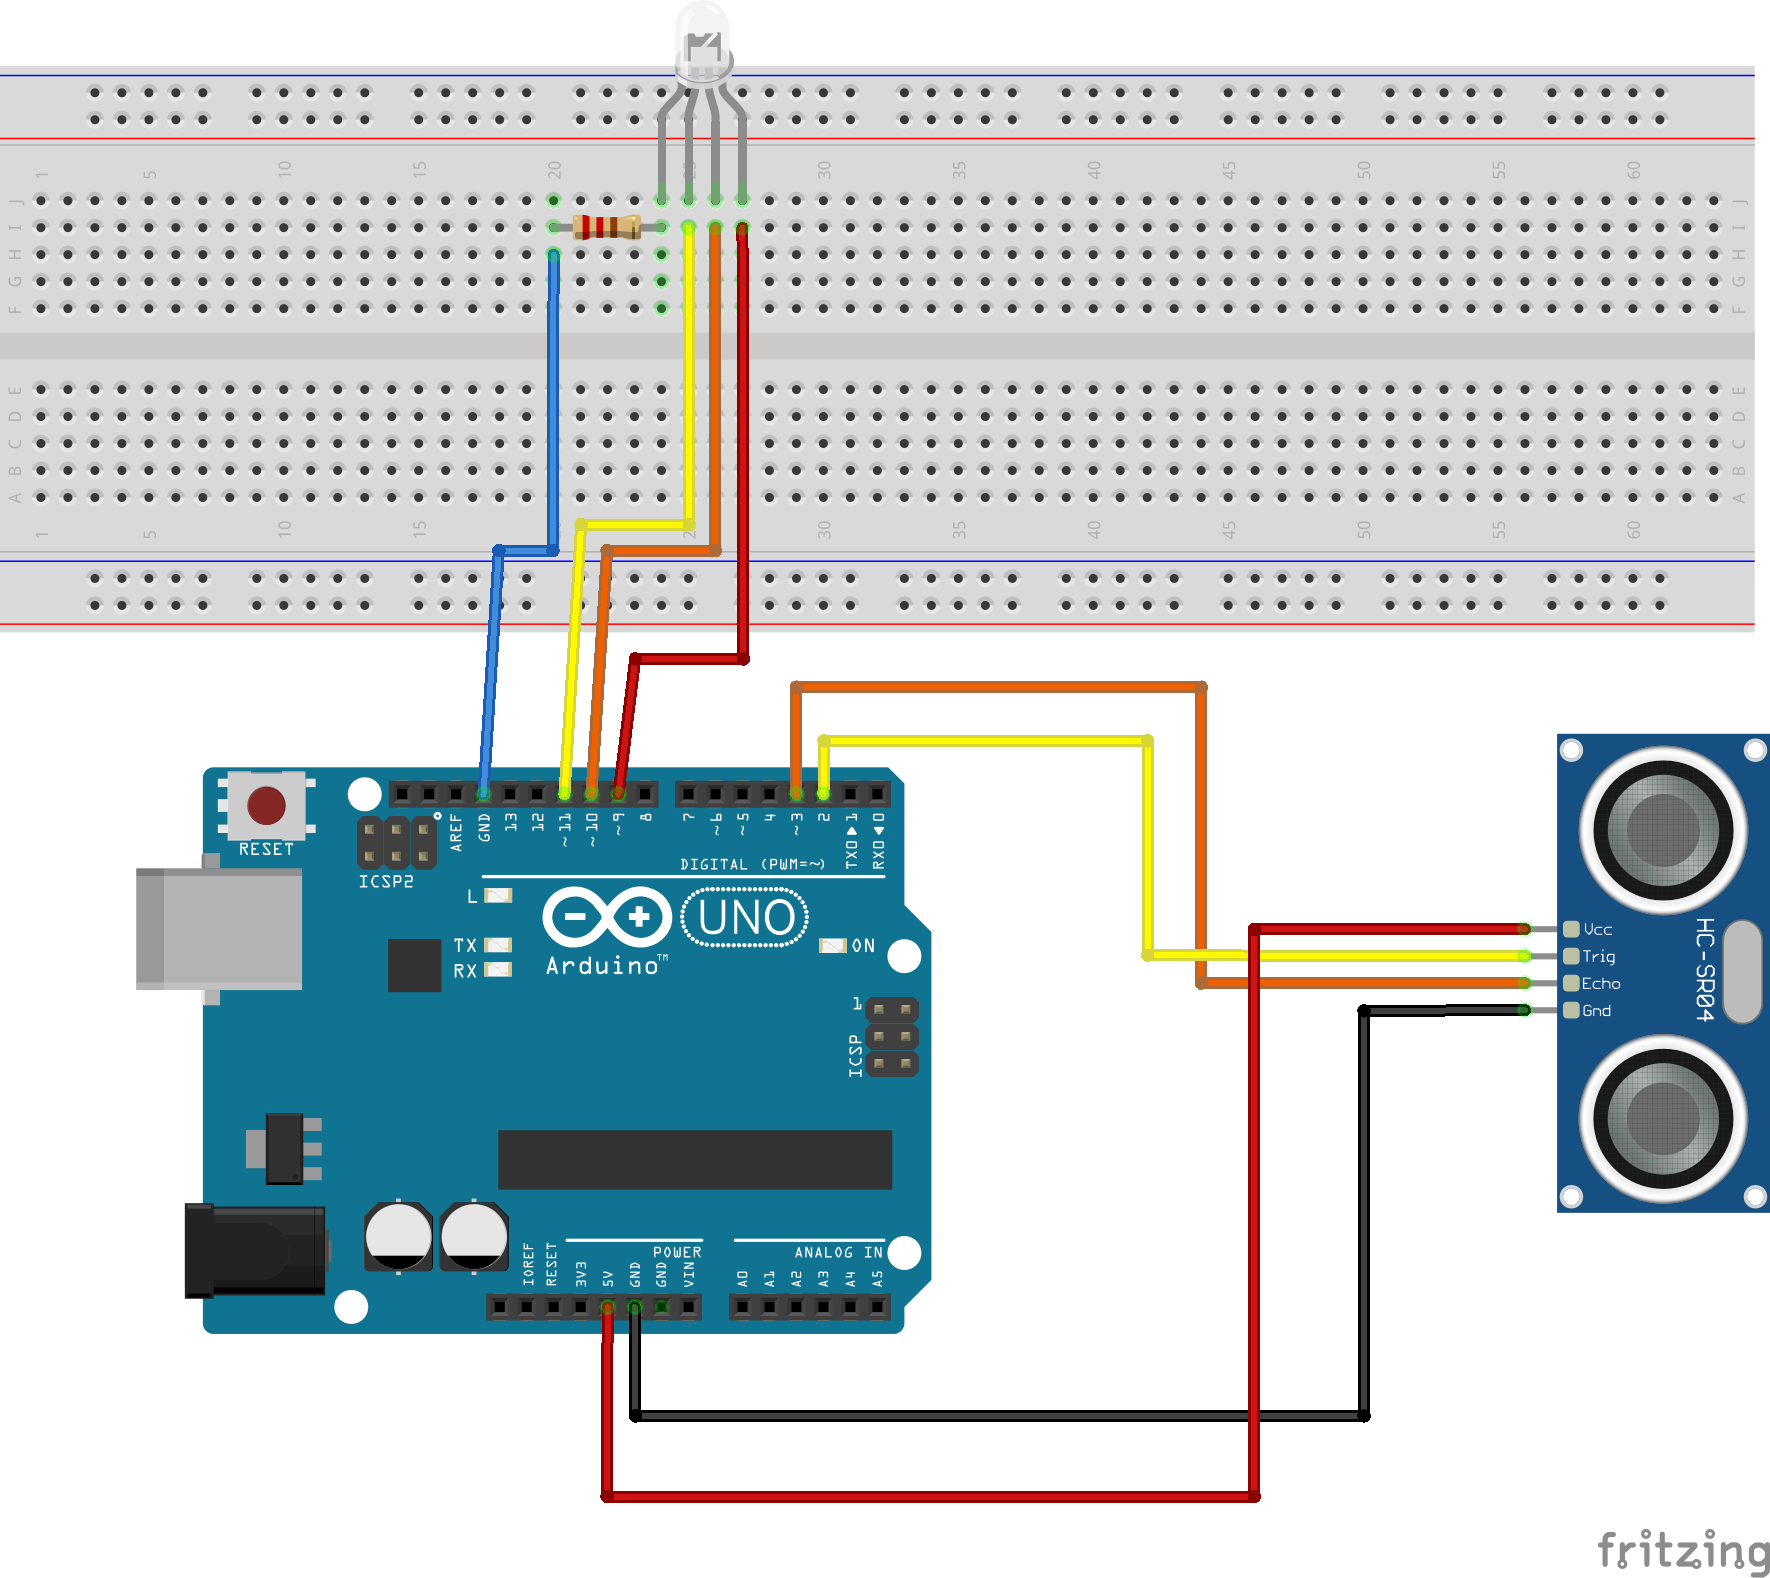 1 5 10 15 20 25 30 35 40 45 50 55 60
J J
I I
H H
G G
F F
E E
D D
C C
B B
A A
1 5 10 15 25 30 35 40 45 50 55 60
RESET
ICSP2
AREF GND 13 12 ~11 ~10 ~9 8 7 ~6 ~5 4 ~3 2 TX0▶1 RX0◀0
DIGITAL (PWM=~)
L
TX
RX
UNO
ON
Arduino™
1
ICSP
POWER
ANALOG IN
IOREF RESET 3V3 5V GND GND VIN A0 A1 A2 A3 A4 A5
Vcc
Trig
Echo
Gnd
HC-SR04
fritzing